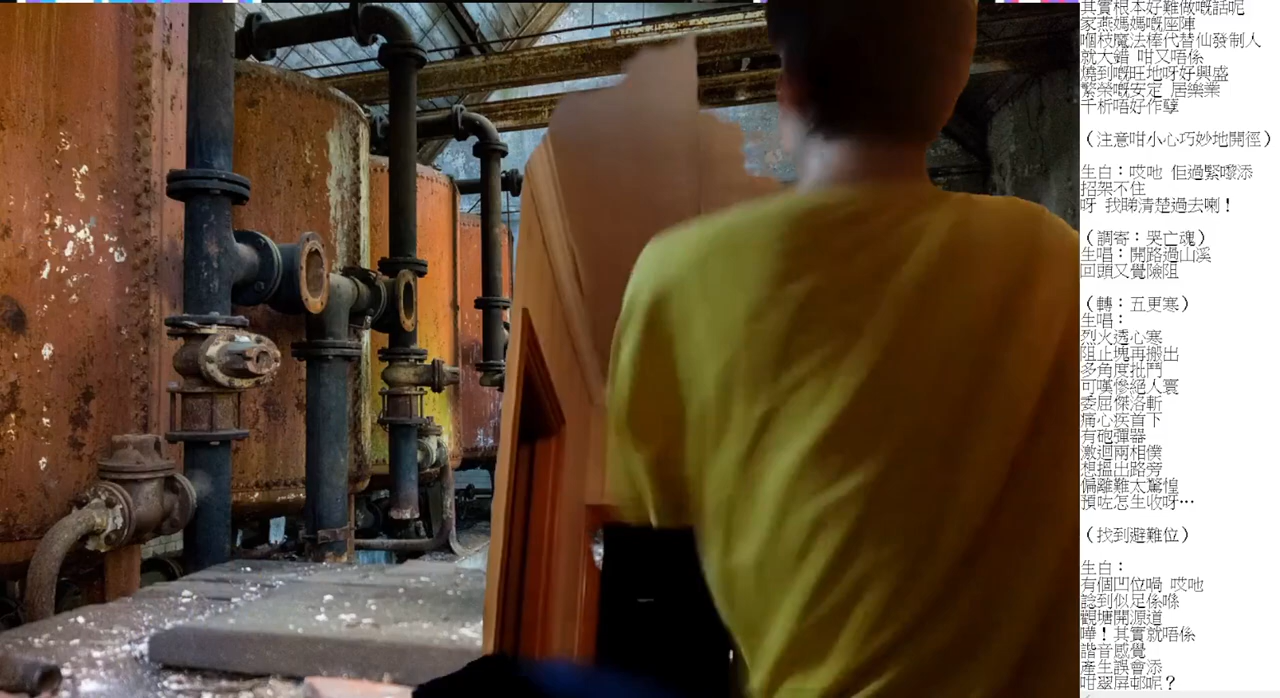 其實根本好難做嘅話呢
家燕媽媽嘅座陣
嗰枝魔法棒代替仙發制人
就大錯 咁又唔係
燒到嘅旺地呀好興盛
繁榮嘅安定 居樂業
千祈唔好作孽
（注意咁小心巧妙地開徑）
生白：哎吔 佢過緊嚟添
招架不住
呀 我睇清楚過去喇！
（調寄：哭亡魂）
生唱：開路過山溪
回頭又覺險阻
（轉：五更寒）
生唱：
烈火透心寒
阻止塊再搬出
多角度批鬥
可嘆慘絕人寰
委屈傑洛斬
痛心疾首下
有砲彈器
激迴兩相僕
想搵出路旁
偏離難太驚惶
預咗怎生收呀⋯
（找到避難位）
生白：
有個凹位喎 哎吔
諗到似足係喺
觀塘開源道
嘩！其實就唔係
諧音感覺
產生誤會添
咁翠屏邨呢？